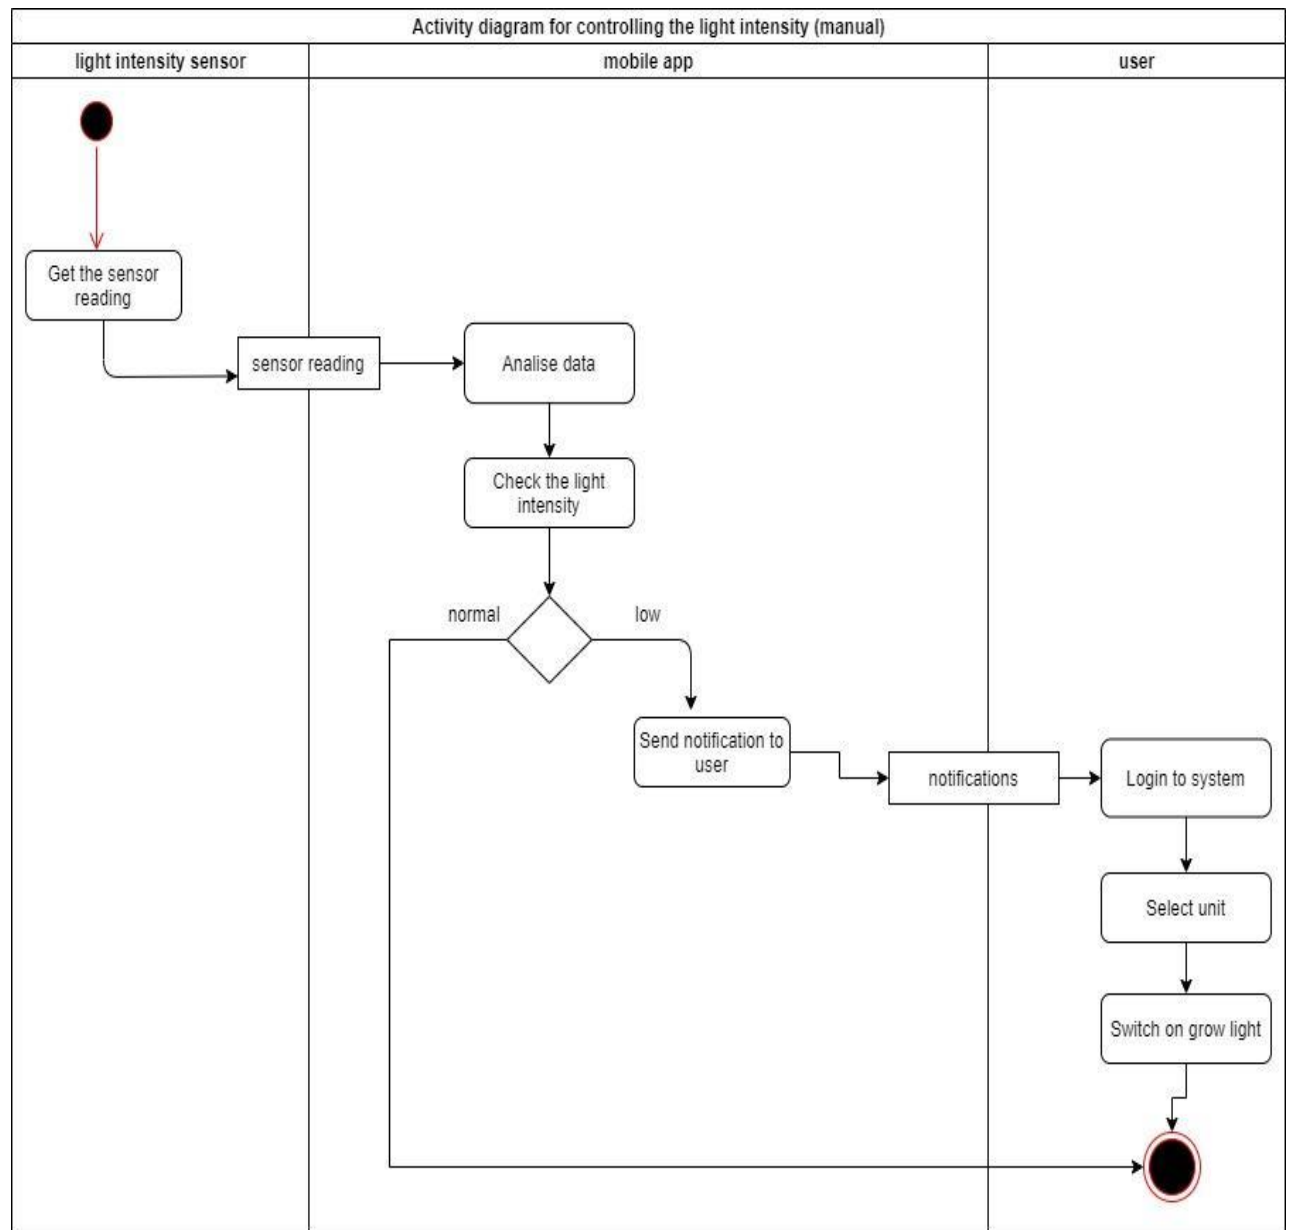 Activity diagram for controlling the light intensity (manual)
light intensity sensor
mobile app
user
Get the sensor
reading
sensor reading
Analise data
Check the light
intensity
normal
low
Send notification to
user
notifications
Login to system
Select unit
Switch on grow light